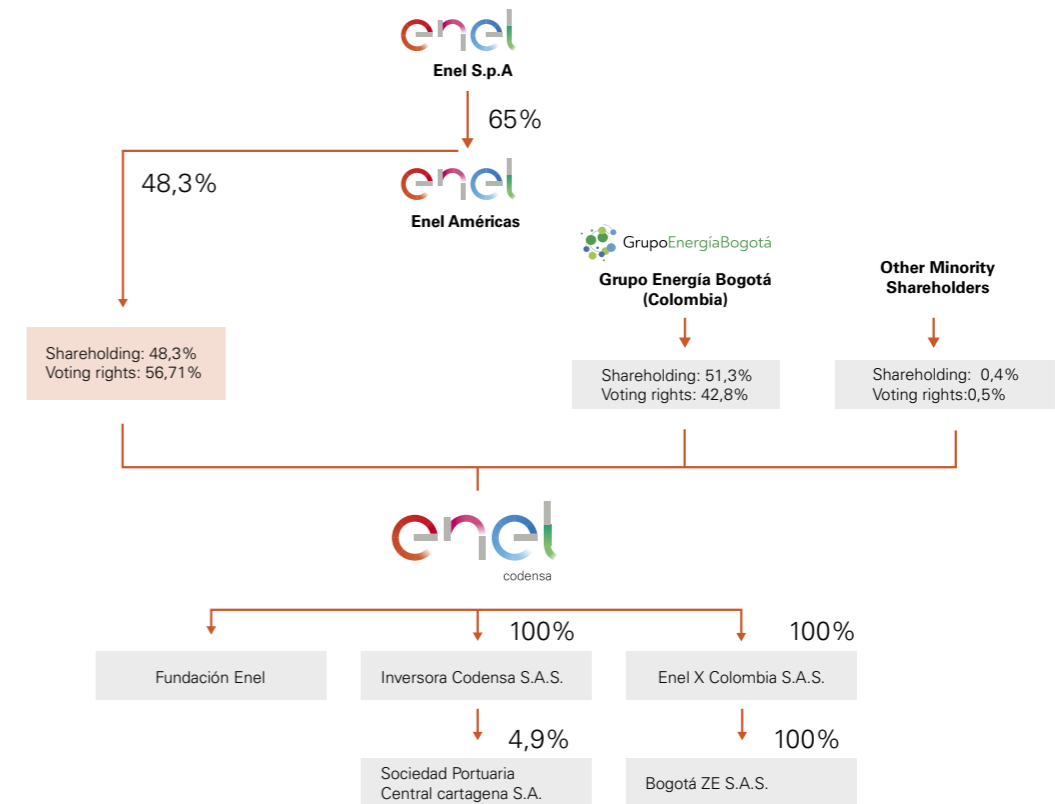 enel
Enel S.p.A
65%
48,3%
enel
Enel Américas
GrupoEnergíaBogotá
Grupo Energía Bogotá
(Colombia)
Other Minority
Shareholders
Shareholding: 48,3%
Voting rights: 56,71%
Shareholding: 51,3%
Voting rights: 42,8%
Shareholding: 0,4%
Voting rights:0,5%
enel
codensa
100%
100%
Fundación Enel
Inversora Codensa S.A.S.
Enel X Colombia S.A.S.
4,9%
100%
Sociedad Portuaria
Central cartagena S.A.
Bogotá ZE S.A.S.